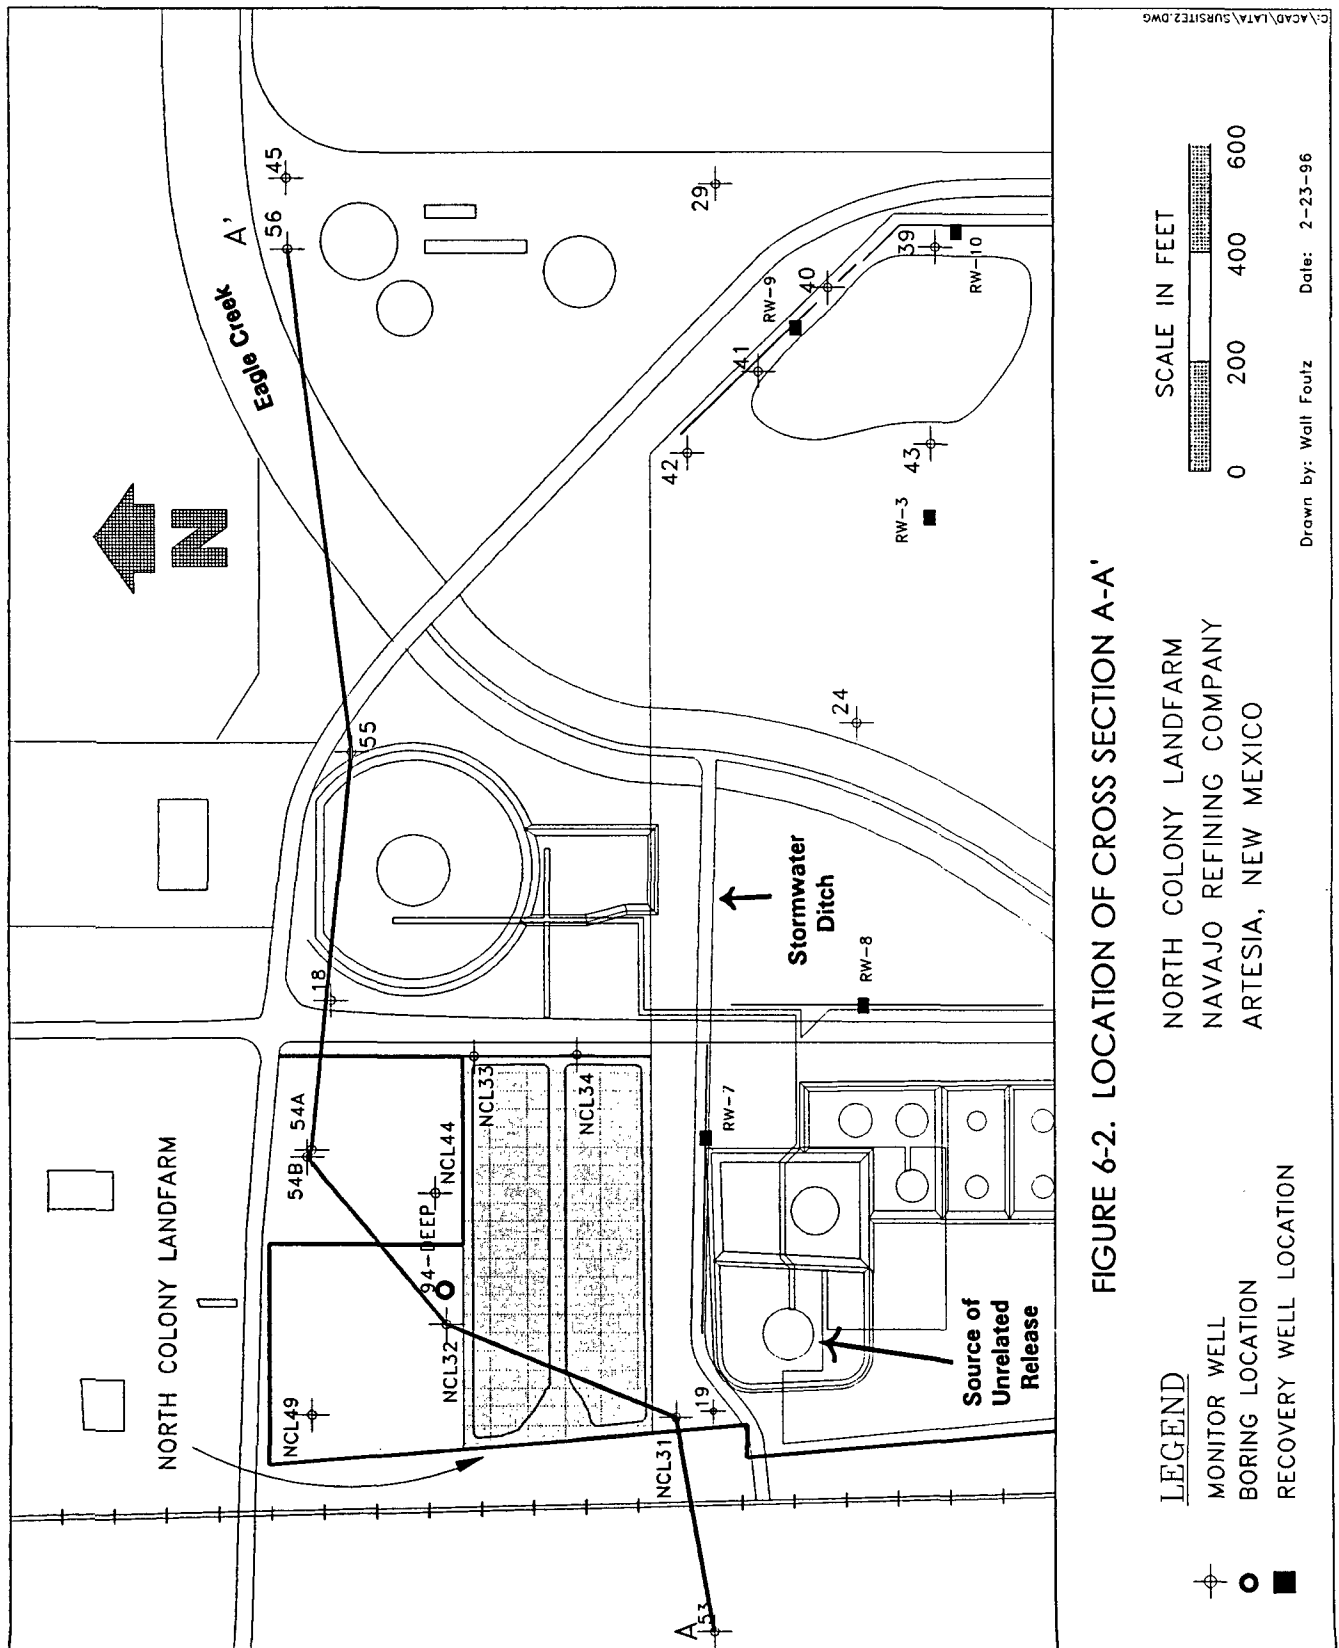 N
NORTH COLONY LANDFARM
Eagle Creek
A'
56
45
54B
54A
18
55
NCL49
94-DEEP
NCL44
NCL32
NCL33
NCL34
NCL31
19
A
53
RW-7
Stormwater
Ditch
RW-8
24
42
41
RW-9
40
29
39
RW-10
43
RW-3
Source of
Unrelated
Release
FIGURE 6-2. LOCATION OF CROSS SECTION A-A'
LEGEND
MONITOR WELL
BORING LOCATION
RECOVERY WELL LOCATION
NORTH COLONY LANDFARM
NAVAJO REFINING COMPANY
ARTESIA, NEW MEXICO
SCALE IN FEET
0 200 400 600
Drawn by: Walt Foutz Date: 2-23-96
C:\ACAD\LATA\SURSITE2.DWG